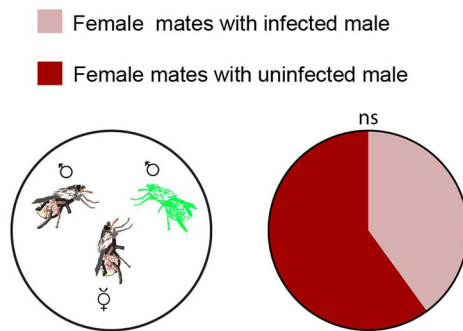 Female mates with infected male
Female mates with uninfected male
ns
♂ ♂
☿